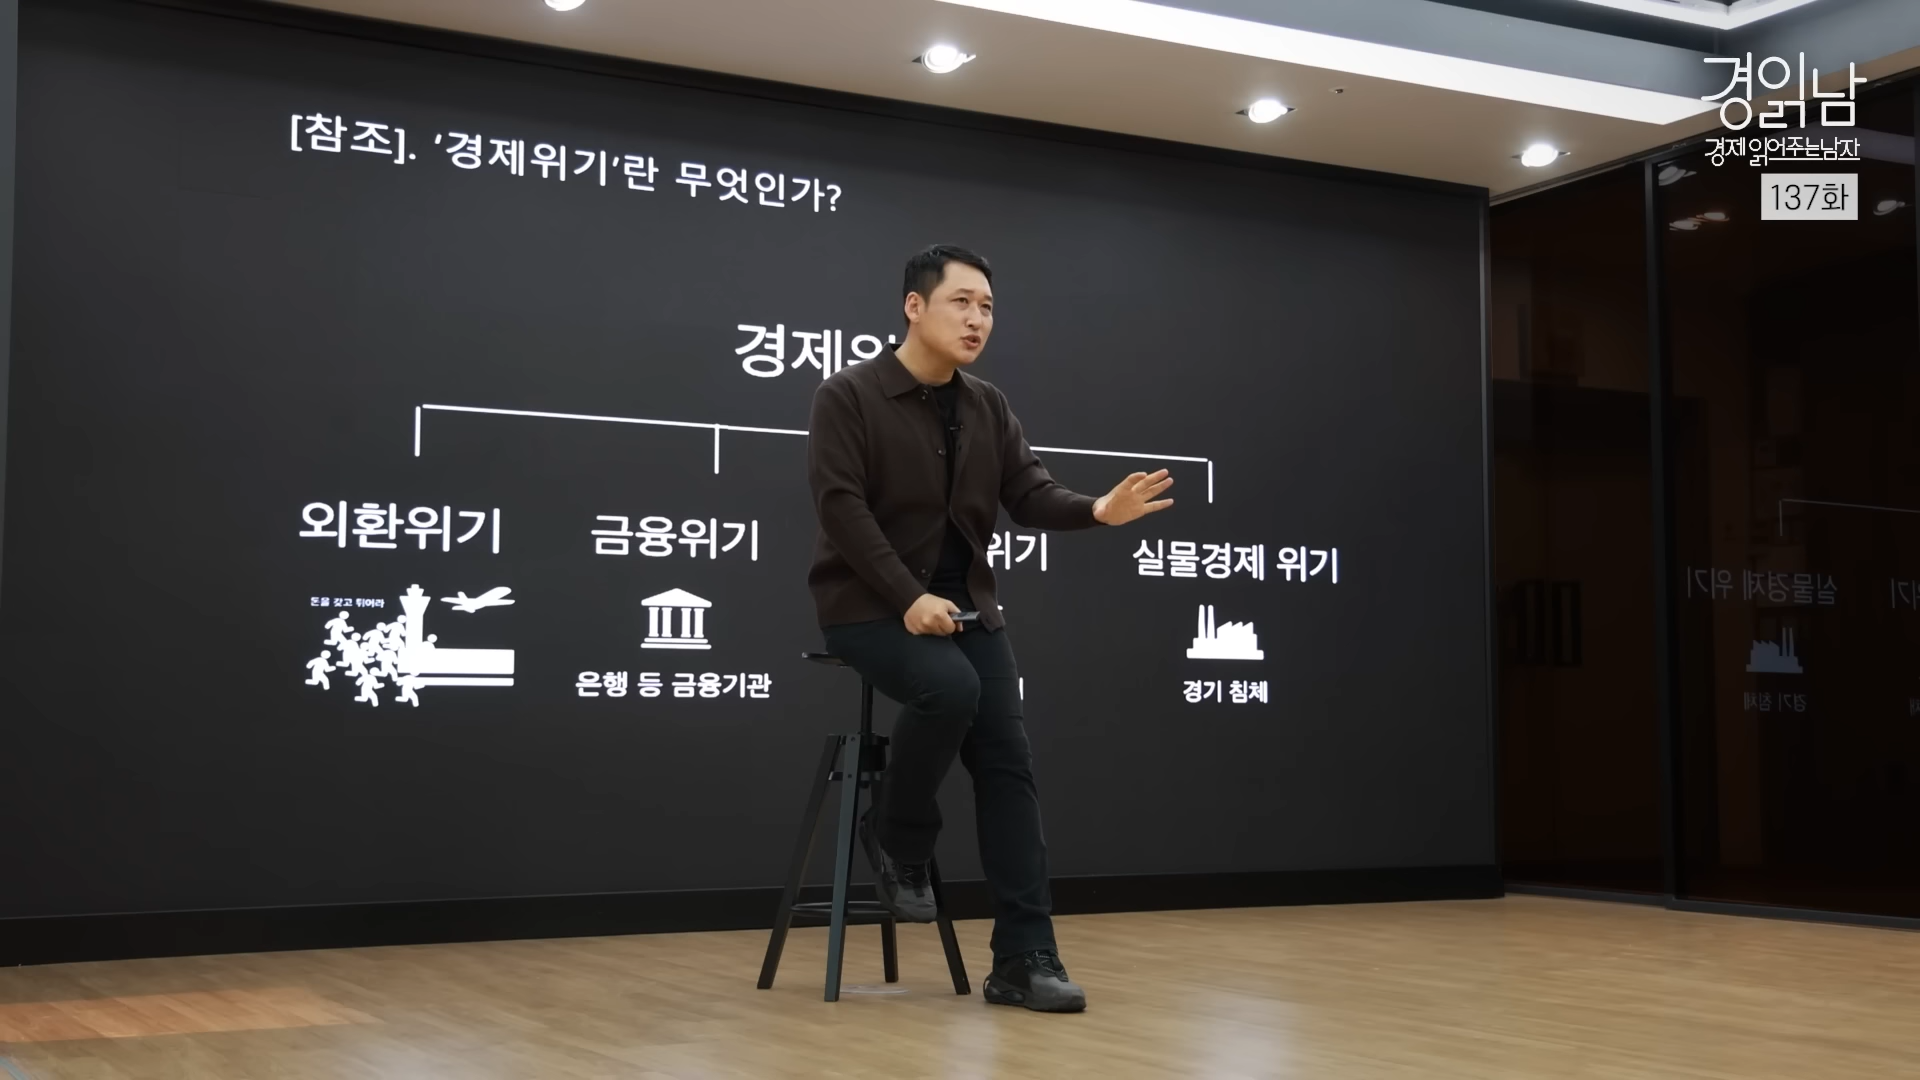 경읽남
경제 읽어주는남자
137화
[참조]. '경제위기'란 무엇인가?
경제위
외환위기
금융위기
위기
실물경제 위기
돈을 갖고 튀어라
은행 등 금융기관
경기 침체